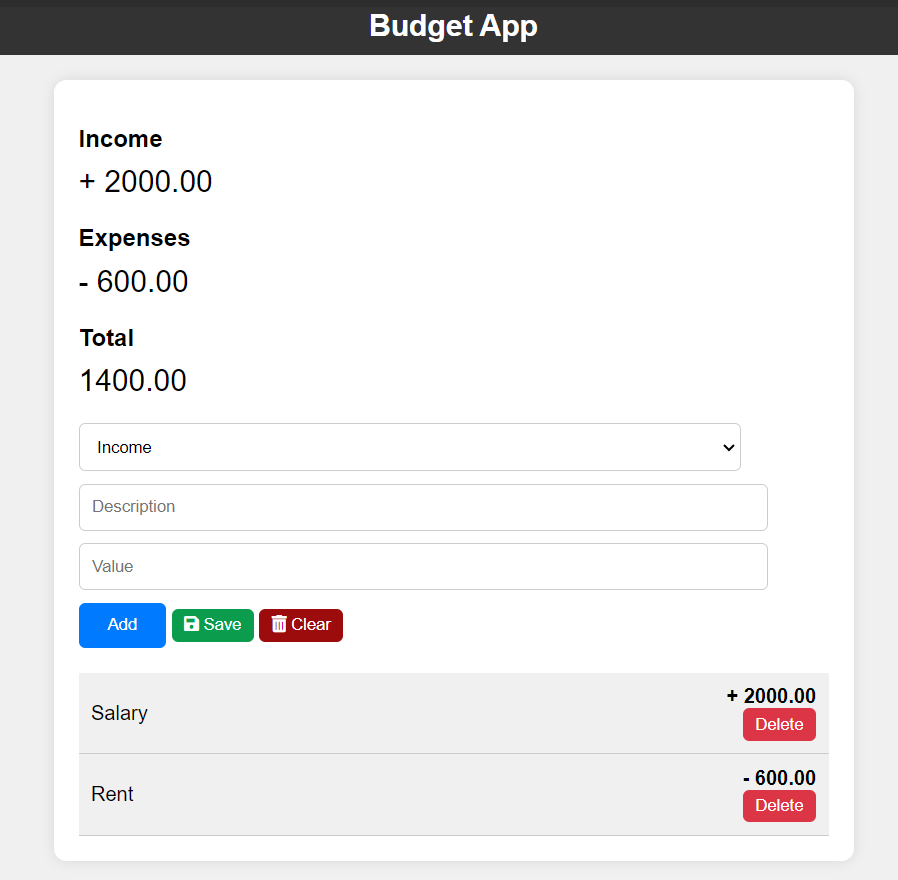 Budget App
Income
+ 2000.00
Expenses
- 600.00
Total
1400.00
Income
Description
Value
Add Save Clear
Salary + 2000.00
Delete
Rent - 600.00
Delete